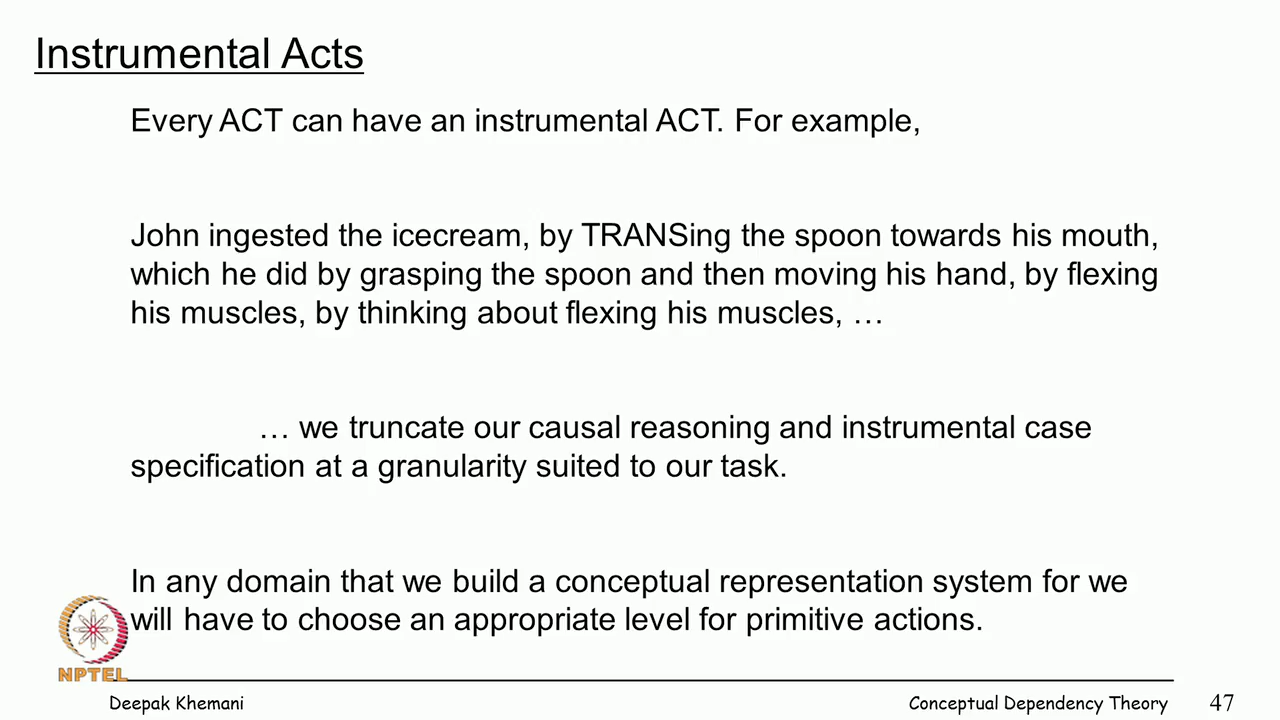 Instrumental Acts
Every ACT can have an instrumental ACT. For example,
John ingested the icecream, by TRANSing the spoon towards his mouth,
which he did by grasping the spoon and then moving his hand, by flexing
his muscles, by thinking about flexing his muscles, …
… we truncate our causal reasoning and instrumental case
specification at a granularity suited to our task.
In any domain that we build a conceptual representation system for we
will have to choose an appropriate level for primitive actions.
NPTEL
Deepak Khemani
Conceptual Dependency Theory
47